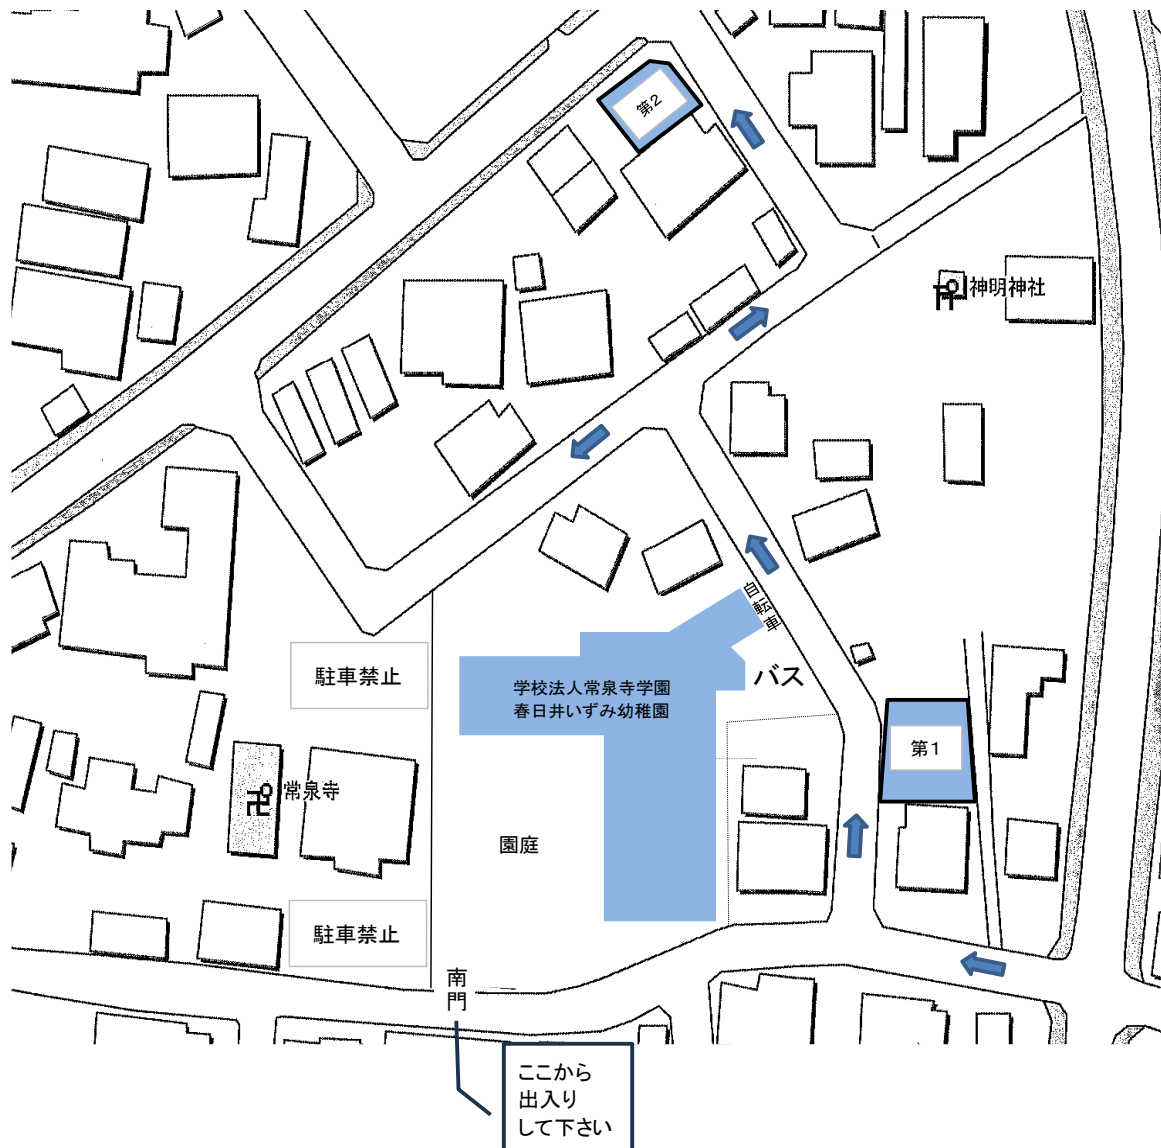 第2
神明神社
自転車
駐車禁止
学校法人常泉寺学園
春日井いずみ幼稚園
バス
第1
常泉寺
園庭
駐車禁止
南門
ここから
出入り
して下さい